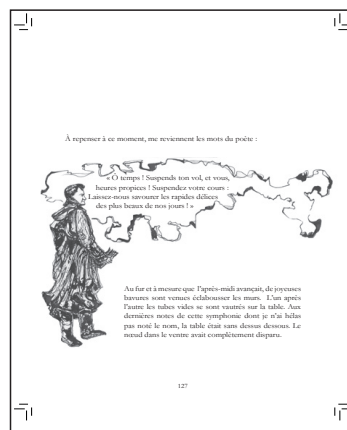 À repenser à ce moment, me reviennent les mots du poète :
« Ô temps ! Suspends ton vol, et vous,
heures propices ! Suspendez votre cours :
Laissez-nous savourer les rapides délices
des plus beaux de nos jours ! »
Au fur et à mesure que l’après-midi avançait, de joyeuses
bavures sont venues éclabousser les murs. L’un après
l’autre les tubes vides se sont vautrés sur la table. Aux
dernières notes de cette symphonie dont je n’ai hélas
pas noté le nom, la table était sans dessus dessous. Le
nœud dans le ventre avait complètement disparu.
127